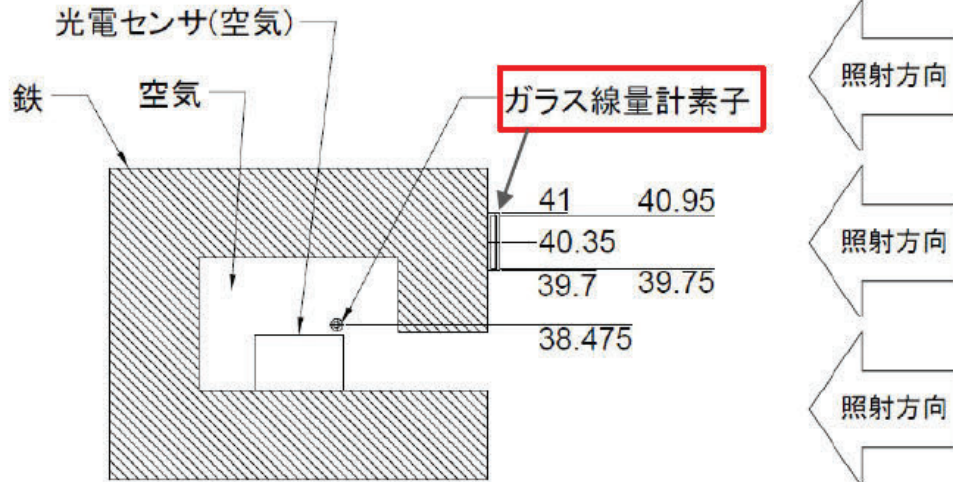 光電センサ(空気)
鉄
空気
ガラス線量計素子
照射方向
41
40.95
40.35
39.7
39.75
38.475
照射方向
照射方向